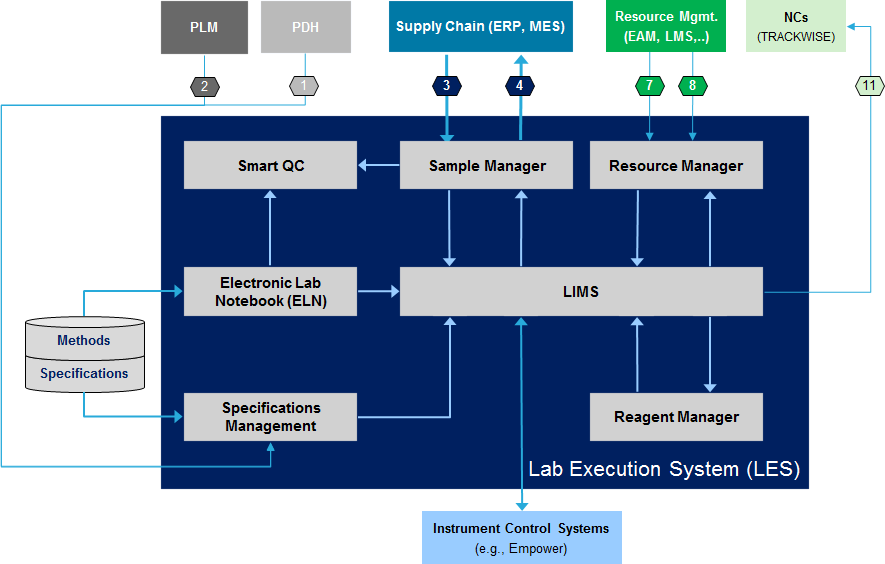 PLM
PDH
Supply Chain (ERP, MES)
Resource Mgmt.
(EAM, LMS,..)
NCs
(TRACKWISE)
2
1
3
4
7
8
11
Smart QC
Sample Manager
Resource Manager
Electronic Lab
Notebook (ELN)
LIMS
Methods
Specifications
Specifications
Management
Reagent Manager
Lab Execution System (LES)
Instrument Control Systems
(e.g., Empower)